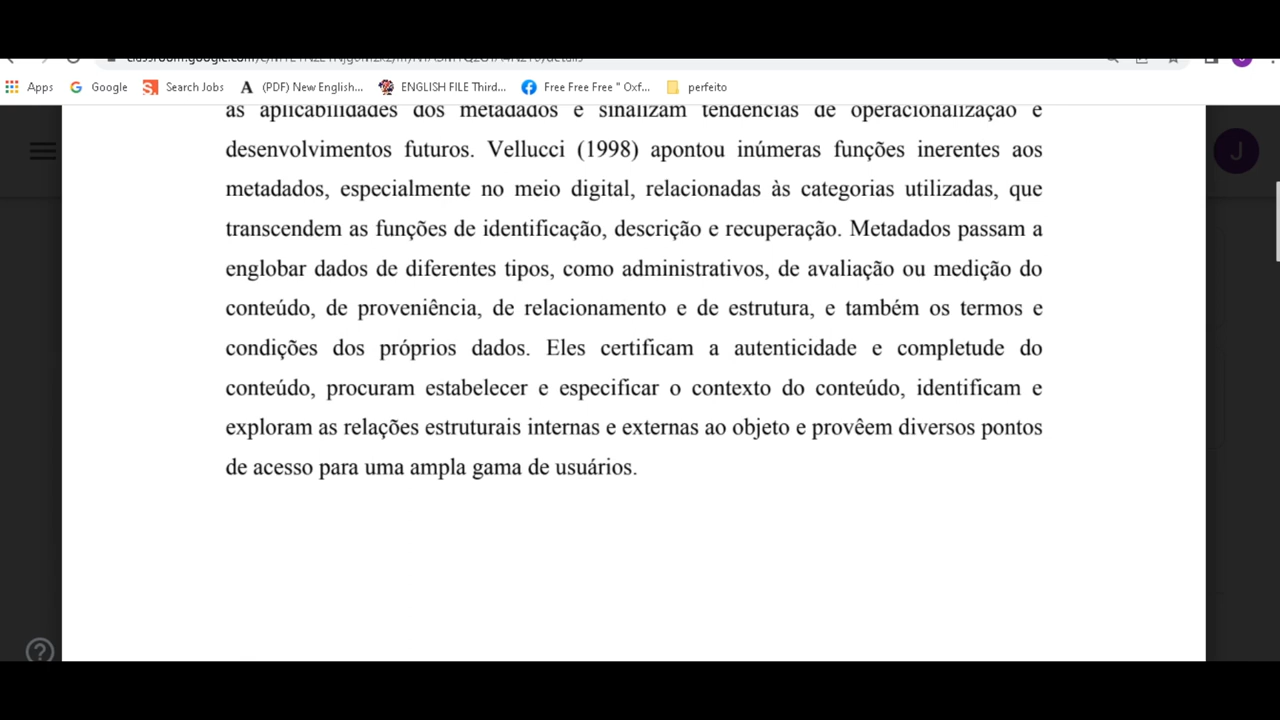 Apps Google Search Jobs (PDF) New English... ENGLISH FILE Third... Free Free Free " Oxf... perfeito
as aplicabilidades dos metadados e sinalizam tendências de operacionalização e
desenvolvimentos futuros. Vellucci (1998) apontou inúmeras funções inerentes aos
metadados, especialmente no meio digital, relacionadas às categorias utilizadas, que
transcendem as funções de identificação, descrição e recuperação. Metadados passam a
englobar dados de diferentes tipos, como administrativos, de avaliação ou medição do
conteúdo, de proveniência, de relacionamento e de estrutura, e também os termos e
condições dos próprios dados. Eles certificam a autenticidade e completude do
conteúdo, procuram estabelecer e especificar o contexto do conteúdo, identificam e
exploram as relações estruturais internas e externas ao objeto e provêem diversos pontos
de acesso para uma ampla gama de usuários.
J